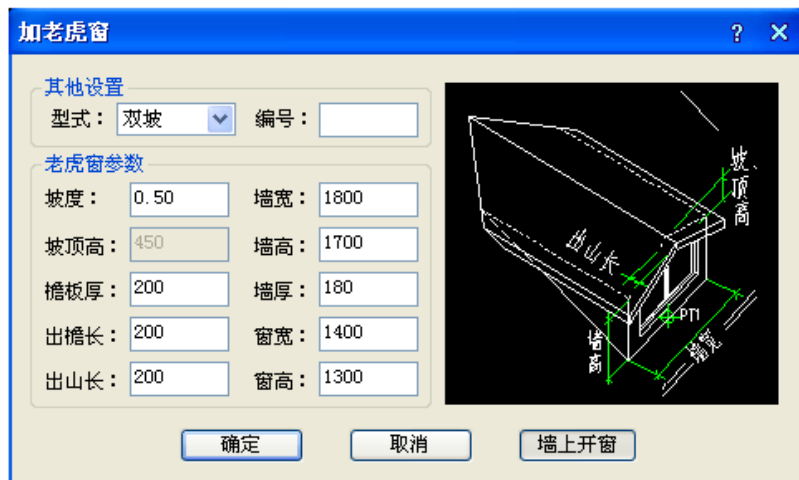 加老虎窗
其他设置
型式： 双坡 编号：
老虎窗参数
坡度： 0.50 墙宽： 1800
坡顶高： 450 墙高： 1700
檐板厚： 200 墙厚： 180
出檐长： 200 窗宽： 1400
出山长： 200 窗高： 1300
坡、顶高
出山长
PT1
墙高
墙宽
确定 取消 墙上开窗